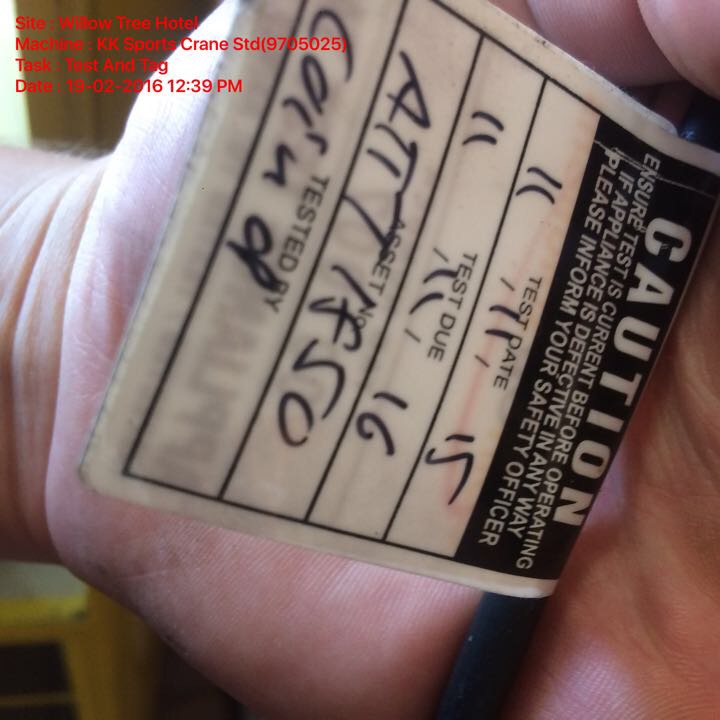 Site : Willow Tree Hotel
Machine : KK Sports Crane Std(9705025)
Task : Test And Tag
Date : 19-02-2016 12:39 PM
CAUTION
ENSURE TEST IS CURRENT BEFORE OPERATING
IF APPLIANCE IS DEFECTIVE IN ANY WAY
PLEASE INFORM YOUR SAFETY OFFICER
TEST DATE
11 / 11 / 15
TEST DUE
11 / 11 / 16
ASSET No.
TESTED BY